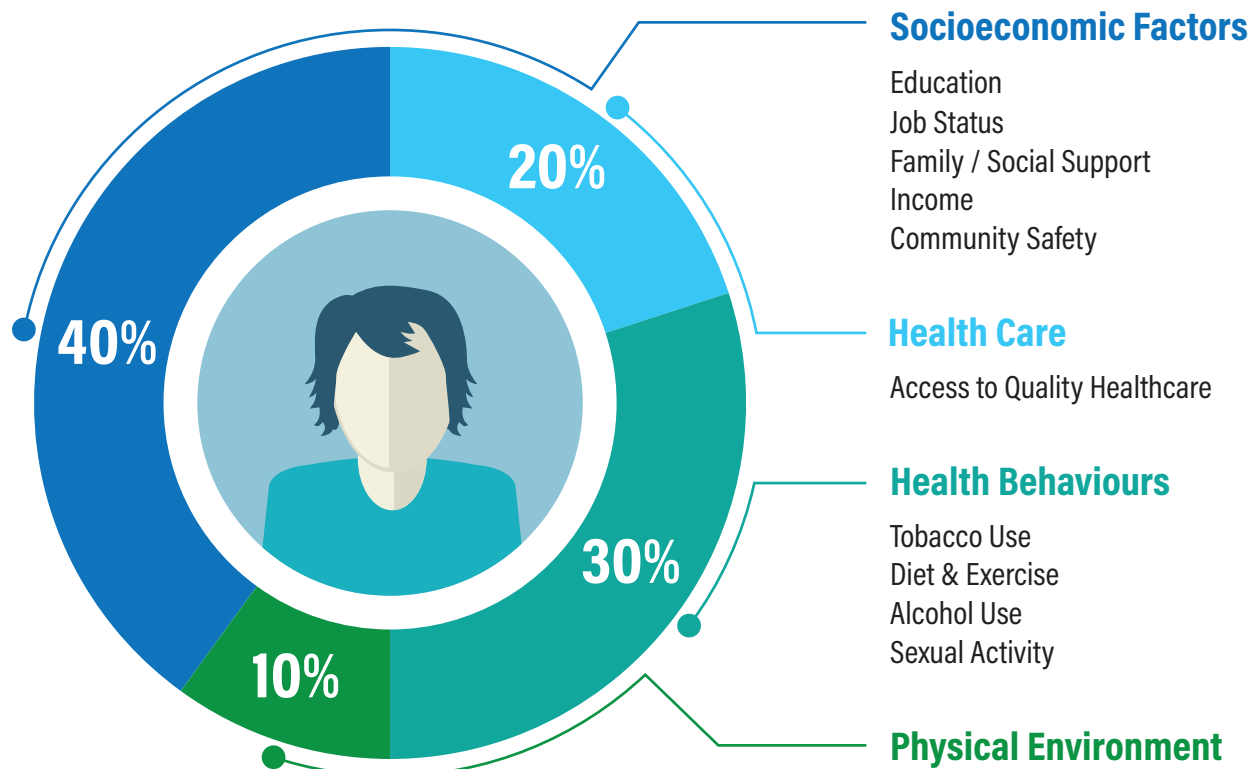 Socioeconomic Factors
Education
Job Status
Family / Social Support
Income
Community Safety
20%
40%
Health Care
Access to Quality Healthcare
Health Behaviours
Tobacco Use
Diet & Exercise
Alcohol Use
Sexual Activity
30%
10%
Physical Environment